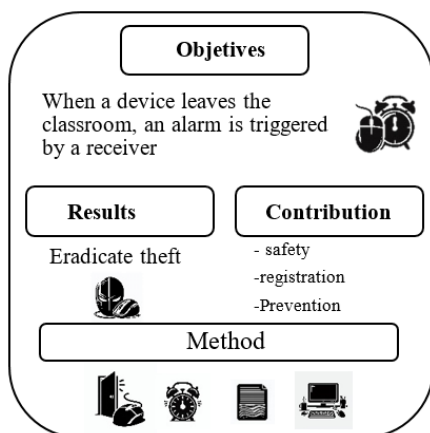 Objetives
When a device leaves the
classroom, an alarm is triggered
by a receiver
Results
Contribution
Eradicate theft
- safety
-registration
-Prevention
Method